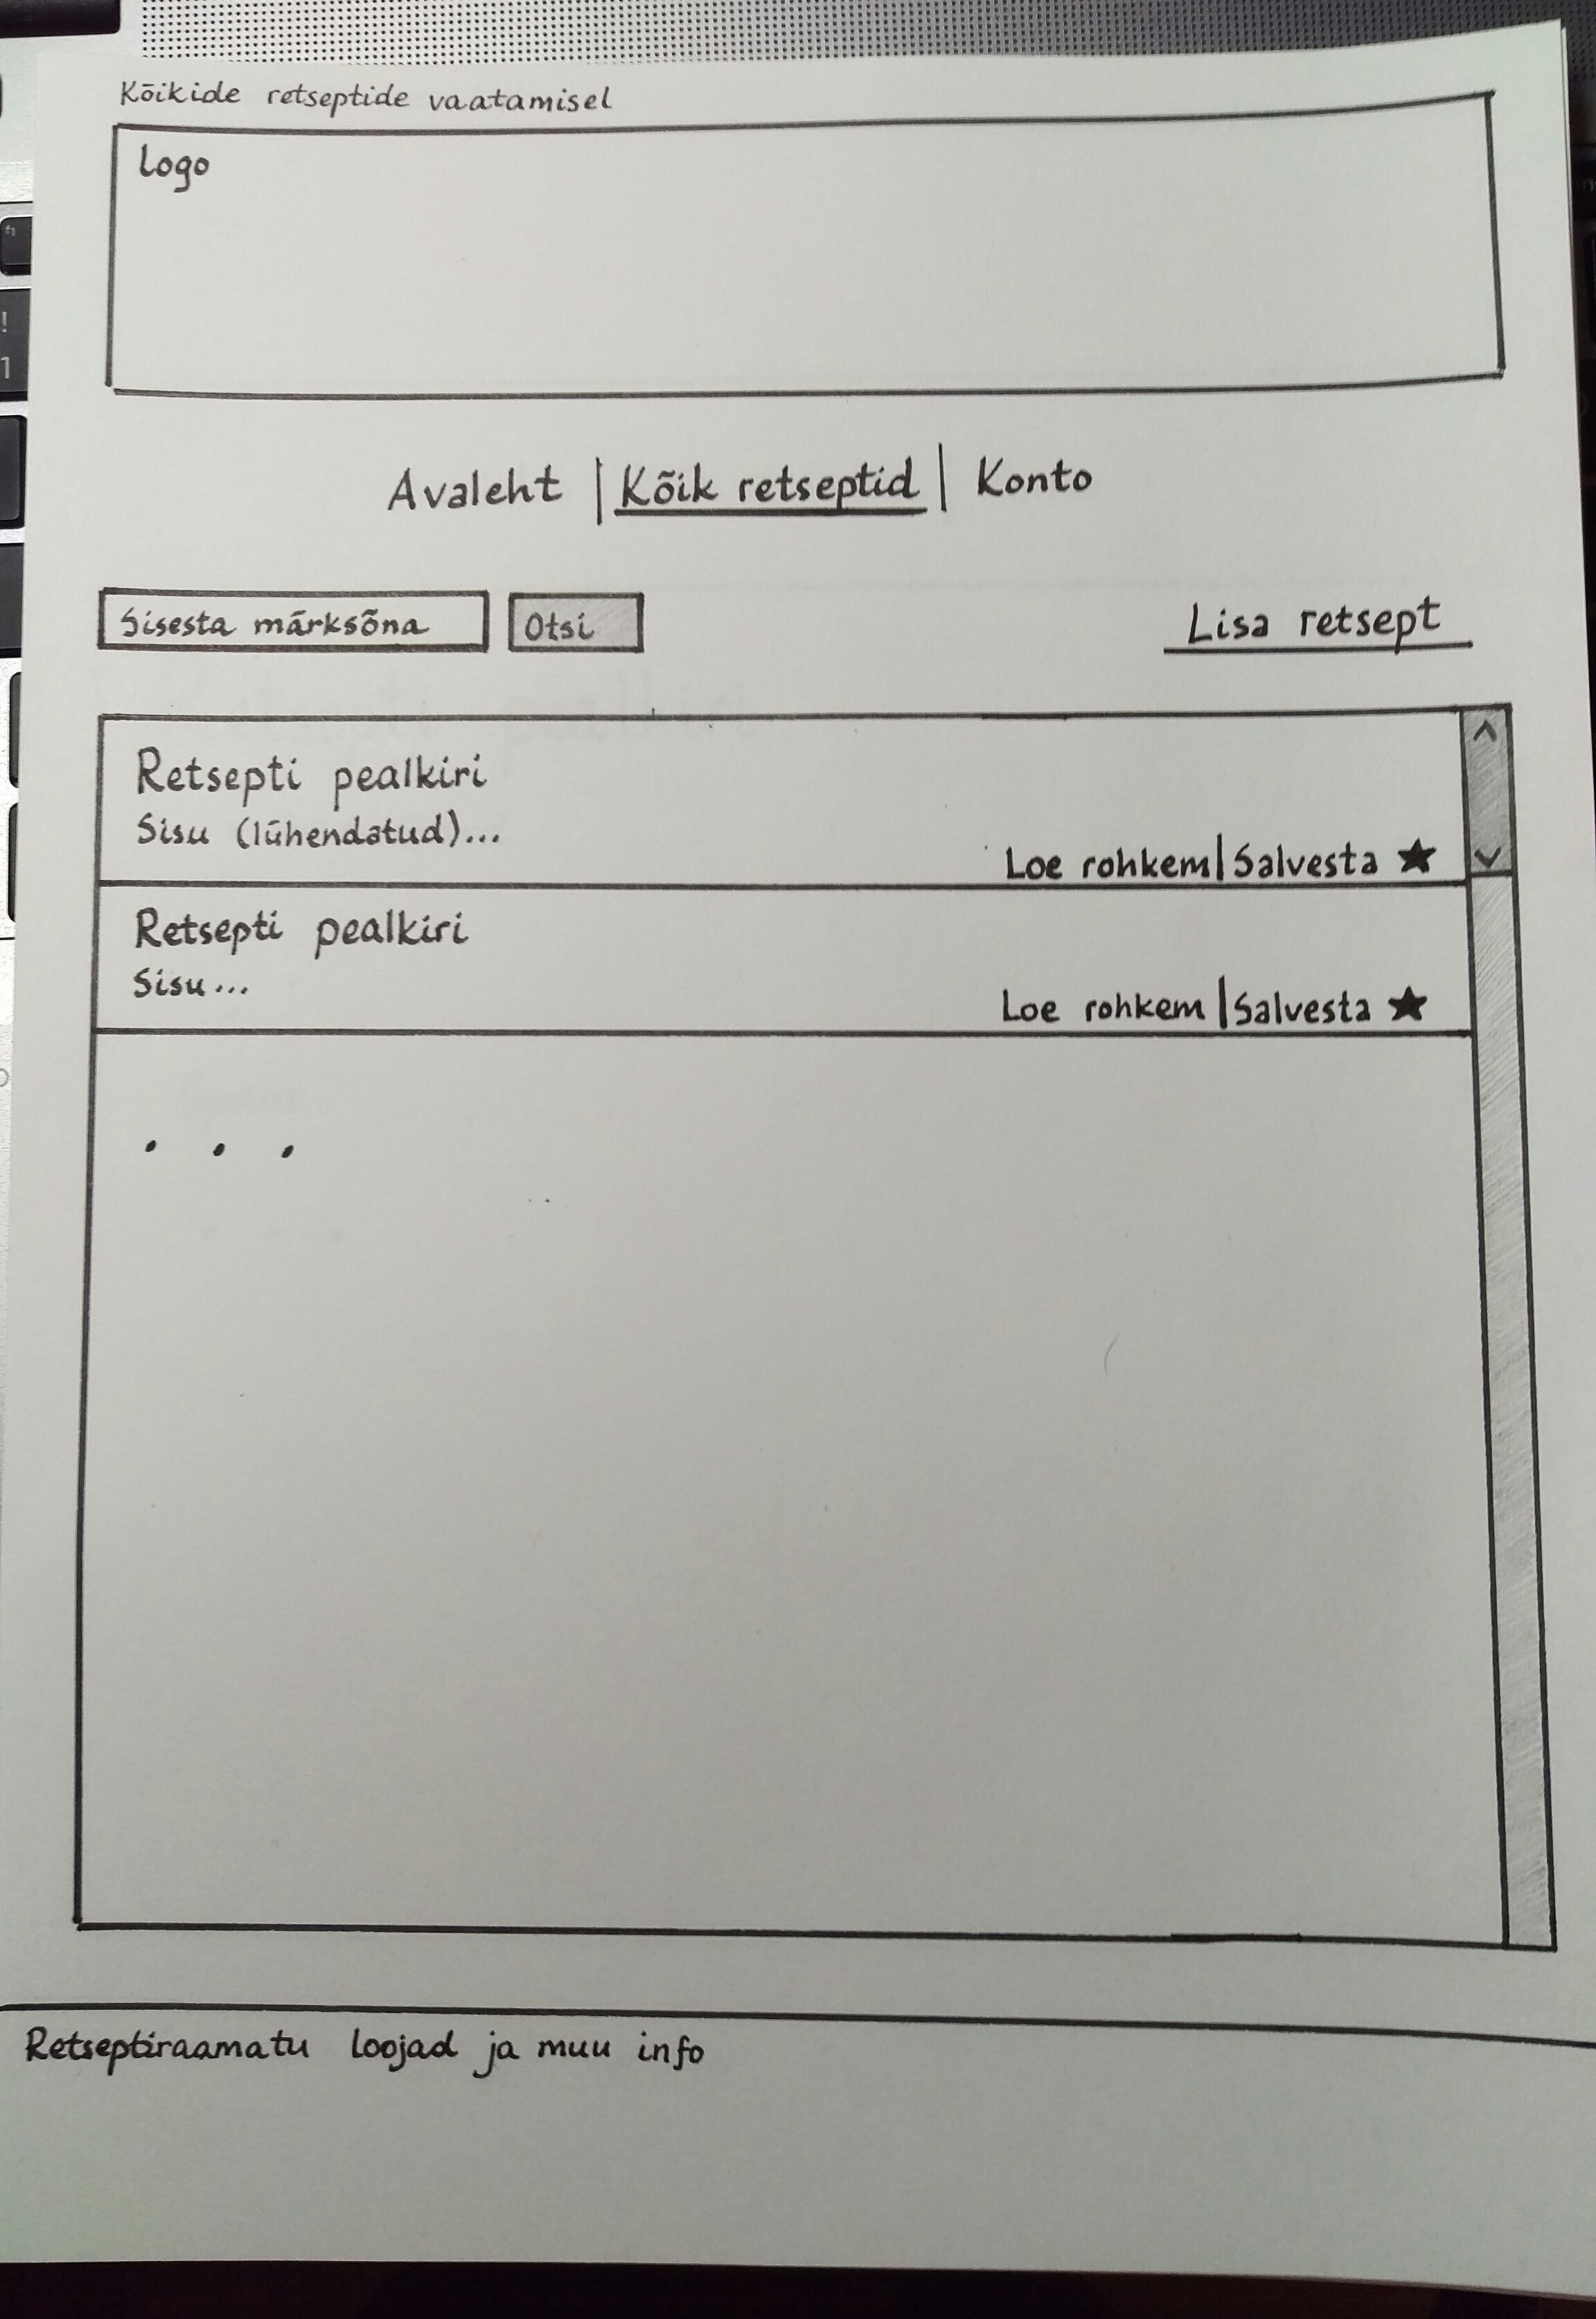 Kõikide retseptide vaatamisel
Logo
Avaleht | Kõik retseptid | Konto
Sisesta märksõna Otsi Lisa retsept
Retsepti pealkiri
Sisu (lühendatud)...
Loe rohkem | Salvesta ★
Retsepti pealkiri
Sisu...
Loe rohkem | Salvesta ★
. . .
Retseptiraamatu loojad ja muu info